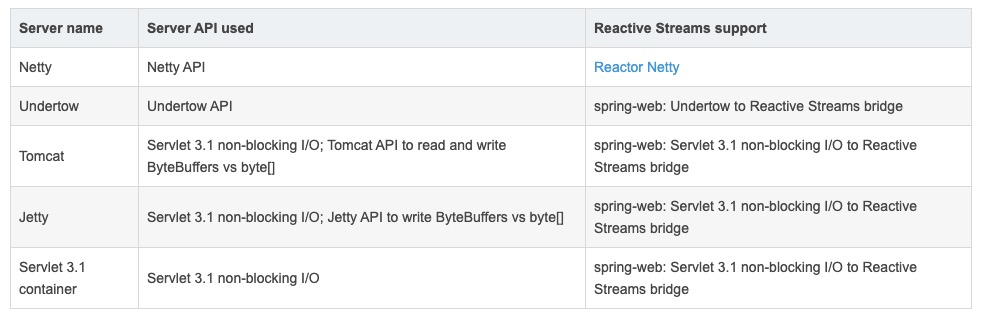 Server name
Server API used
Reactive Streams support
Netty
Netty API
Reactor Netty
Undertow
Undertow API
spring-web: Undertow to Reactive Streams bridge
Tomcat
Servlet 3.1 non-blocking I/O; Tomcat API to read and write
ByteBuffers vs byte[]
spring-web: Servlet 3.1 non-blocking I/O to Reactive
Streams bridge
Jetty
Servlet 3.1 non-blocking I/O; Jetty API to write ByteBuffers vs byte[]
spring-web: Servlet 3.1 non-blocking I/O to Reactive
Streams bridge
Servlet 3.1
container
Servlet 3.1 non-blocking I/O
spring-web: Servlet 3.1 non-blocking I/O to Reactive
Streams bridge